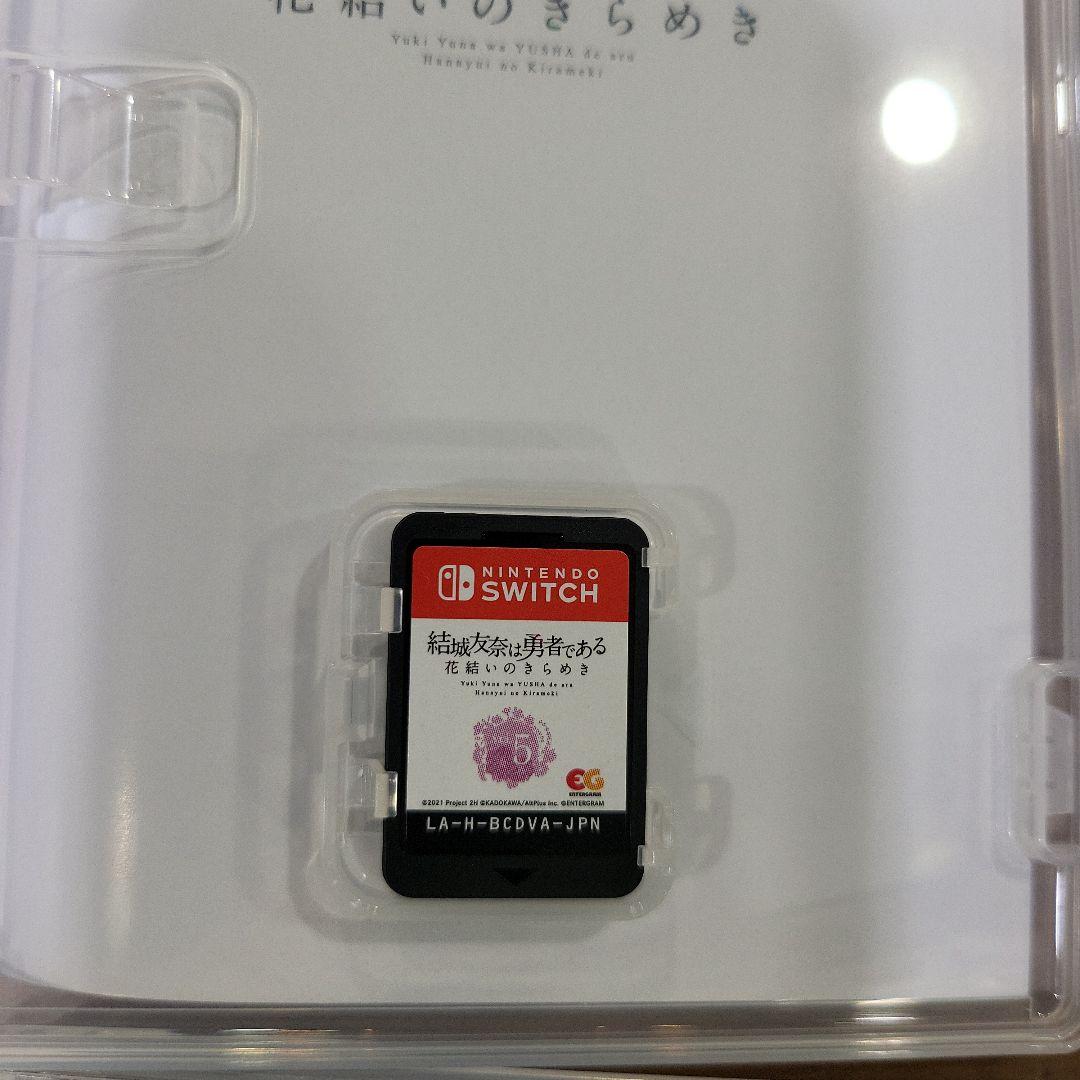 花結いのきらめき
Yuki Yuna wa YUSHA de aru
Hanayui no Kirameki
NINTENDO
SWITCH
結城友奈は勇者である
花結いのきらめき
Yuki Yuna wa YUSHA de aru
Hanayui no Kirameki
5
EG
ENTERGRAM
©2021 Project 2H ©KADOKAWA/AltPlus Inc. ©ENTERGRAM
LA-H-BCDVA-JPN